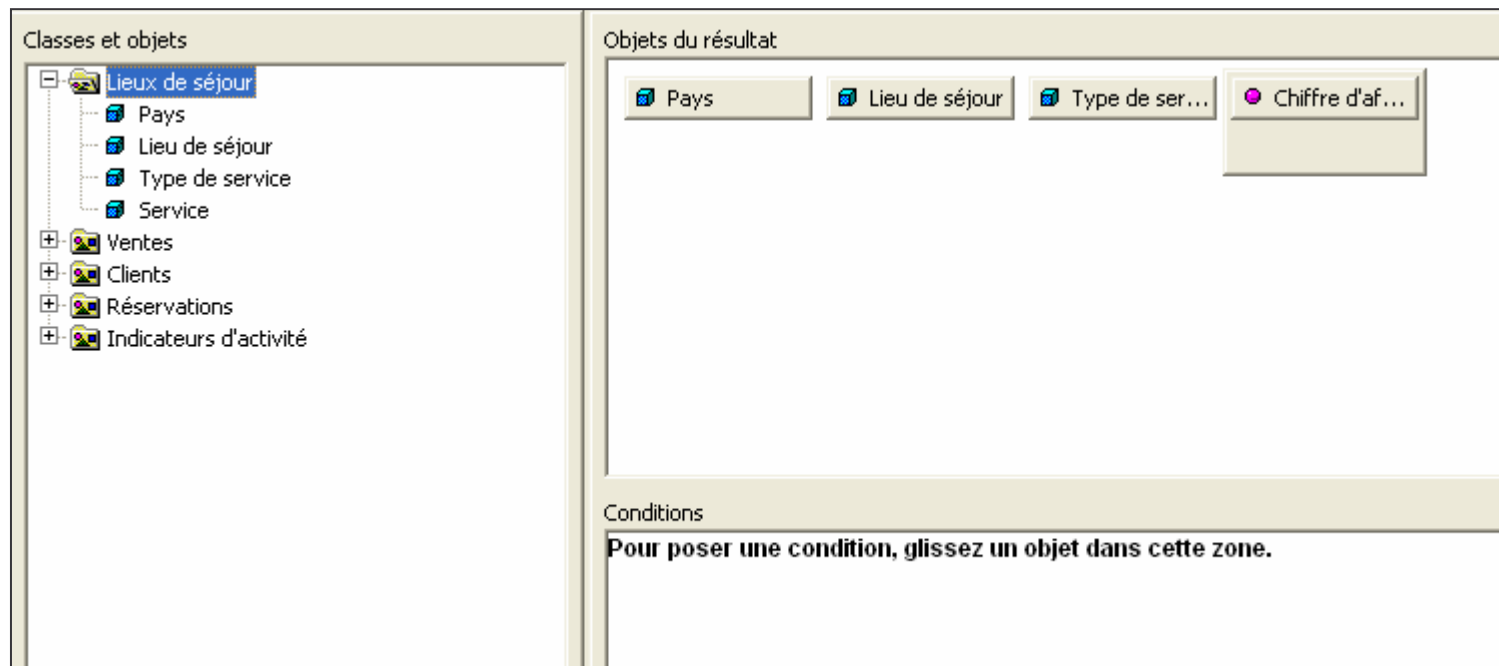 Classes et objets
Lieux de séjour
Pays
Lieu de séjour
Type de service
Service
Ventes
Clients
Réservations
Indicateurs d'activité
Objets du résultat
Pays
Lieu de séjour
Type de ser...
Chiffre d'af...
Conditions
Pour poser une condition, glissez un objet dans cette zone.